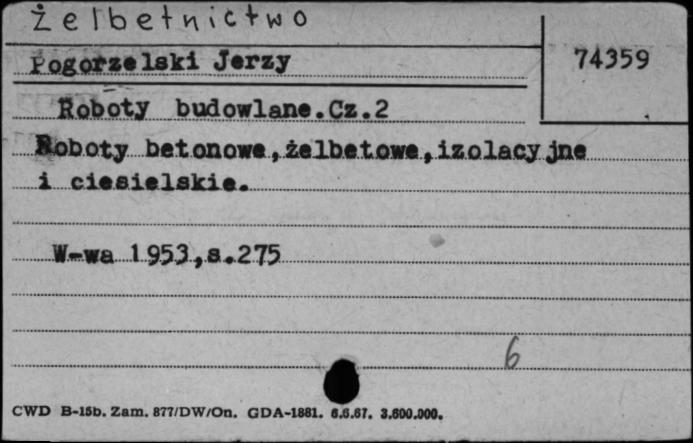 żelbetnictwo
Pogorzelski Jerzy
74359
Roboty budowlane.Cz.2
Roboty betonowe,żelbetowe,izolacyjne
i ciesielskie.
W-wa 1953,s.275
6
CWD B-15b. Zam. 877/DW/On. GDA-1881. 6.6.67. 3.600.000.